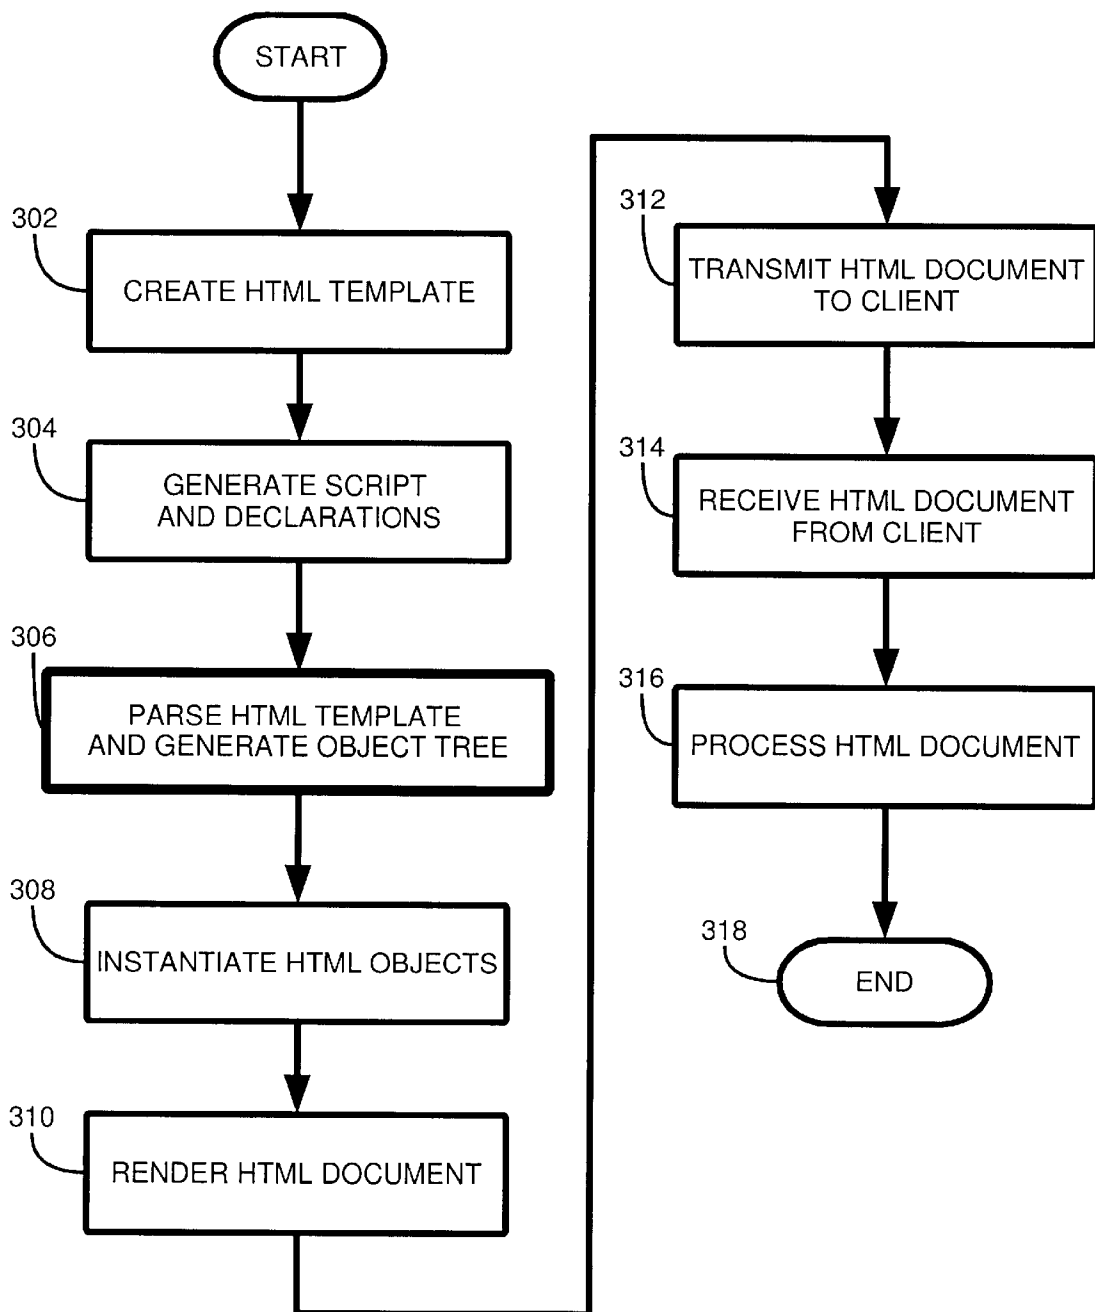 START
302
CREATE HTML TEMPLATE
304
GENERATE SCRIPT
AND DECLARATIONS
306
PARSE HTML TEMPLATE
AND GENERATE OBJECT TREE
308
INSTANTIATE HTML OBJECTS
310
RENDER HTML DOCUMENT
312
TRANSMIT HTML DOCUMENT
TO CLIENT
314
RECEIVE HTML DOCUMENT
FROM CLIENT
316
PROCESS HTML DOCUMENT
318
END